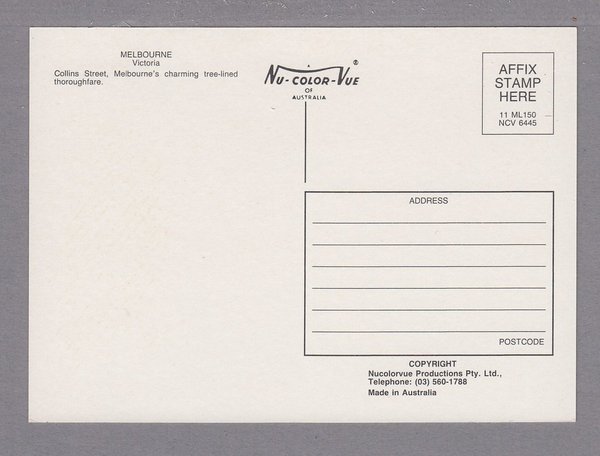 MELBOURNE
Victoria
Collins Street, Melbourne's charming tree-lined
thoroughfare.
NU-COLOR-VUE ®
OF
AUSTRALIA
AFFIX
STAMP
HERE
11 ML150
NCV 6445
ADDRESS
POSTCODE
COPYRIGHT
Nucolorvue Productions Pty. Ltd.,
Telephone: (03) 560-1788
Made in Australia